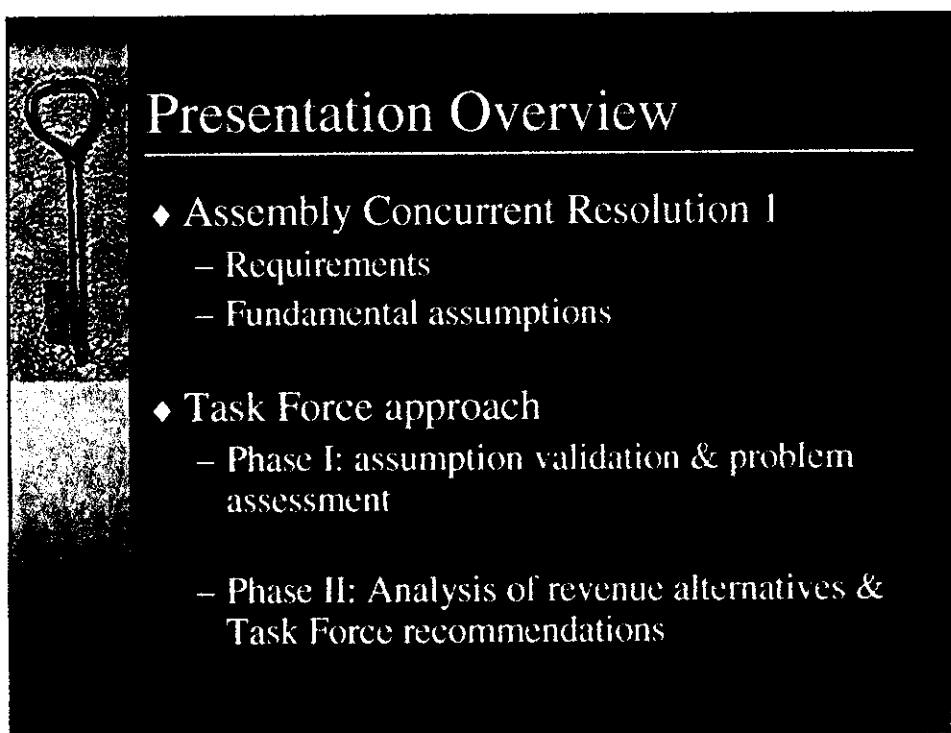 Presentation Overview
♦ Assembly Concurrent Resolution 1
– Requirements
– Fundamental assumptions
♦ Task Force approach
– Phase I: assumption validation & problem
assessment
– Phase II: Analysis of revenue alternatives &
Task Force recommendations